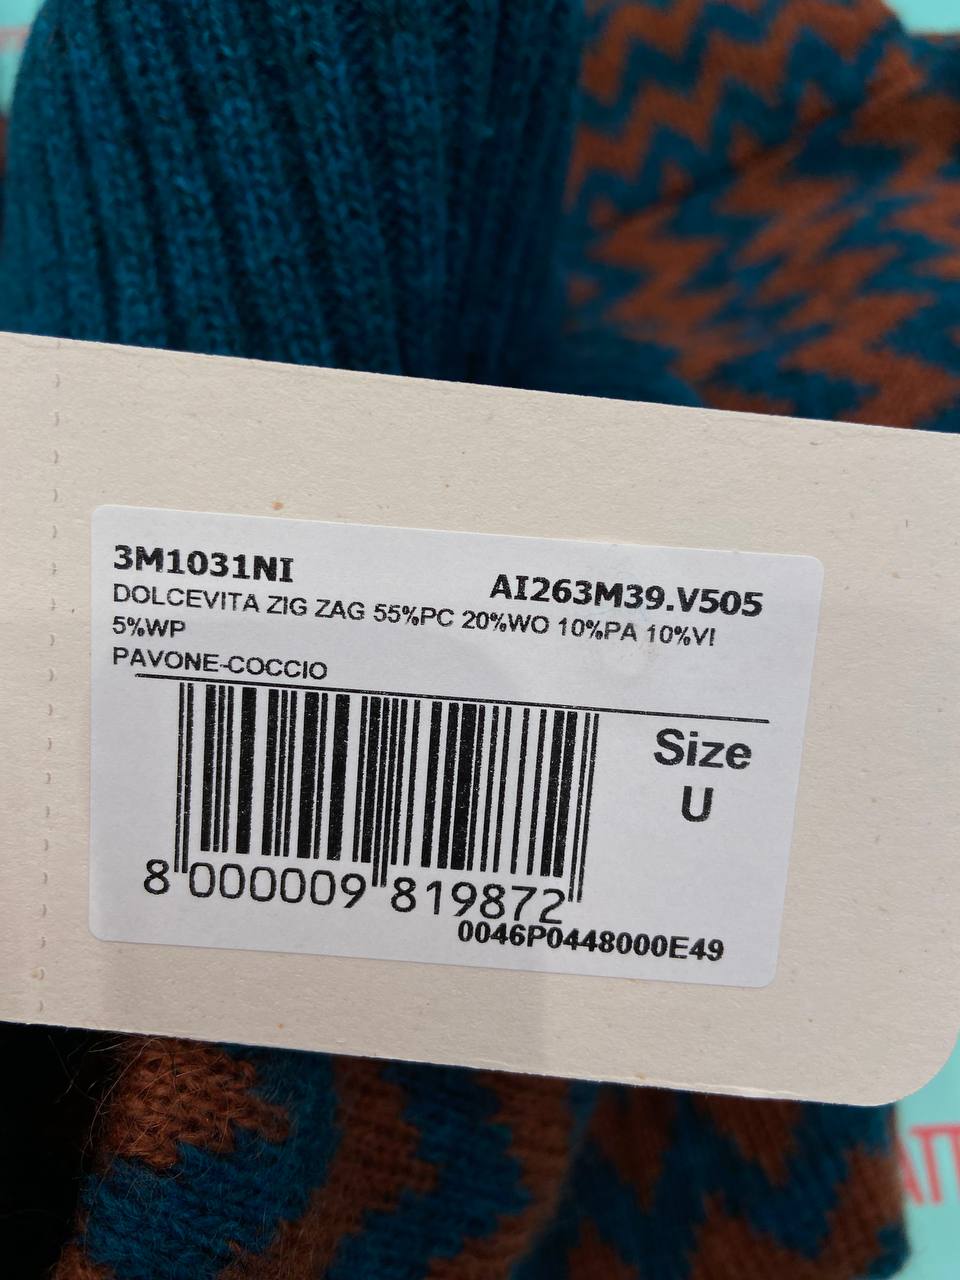 3M1031NI
AI263M39.V505
DOLCEVITA ZIG ZAG 55%PC 20%WO 10%PA 10%VI
5%WP
PAVONE-COCCIO
Size
U
8 000009 819872
0046P0448000E49